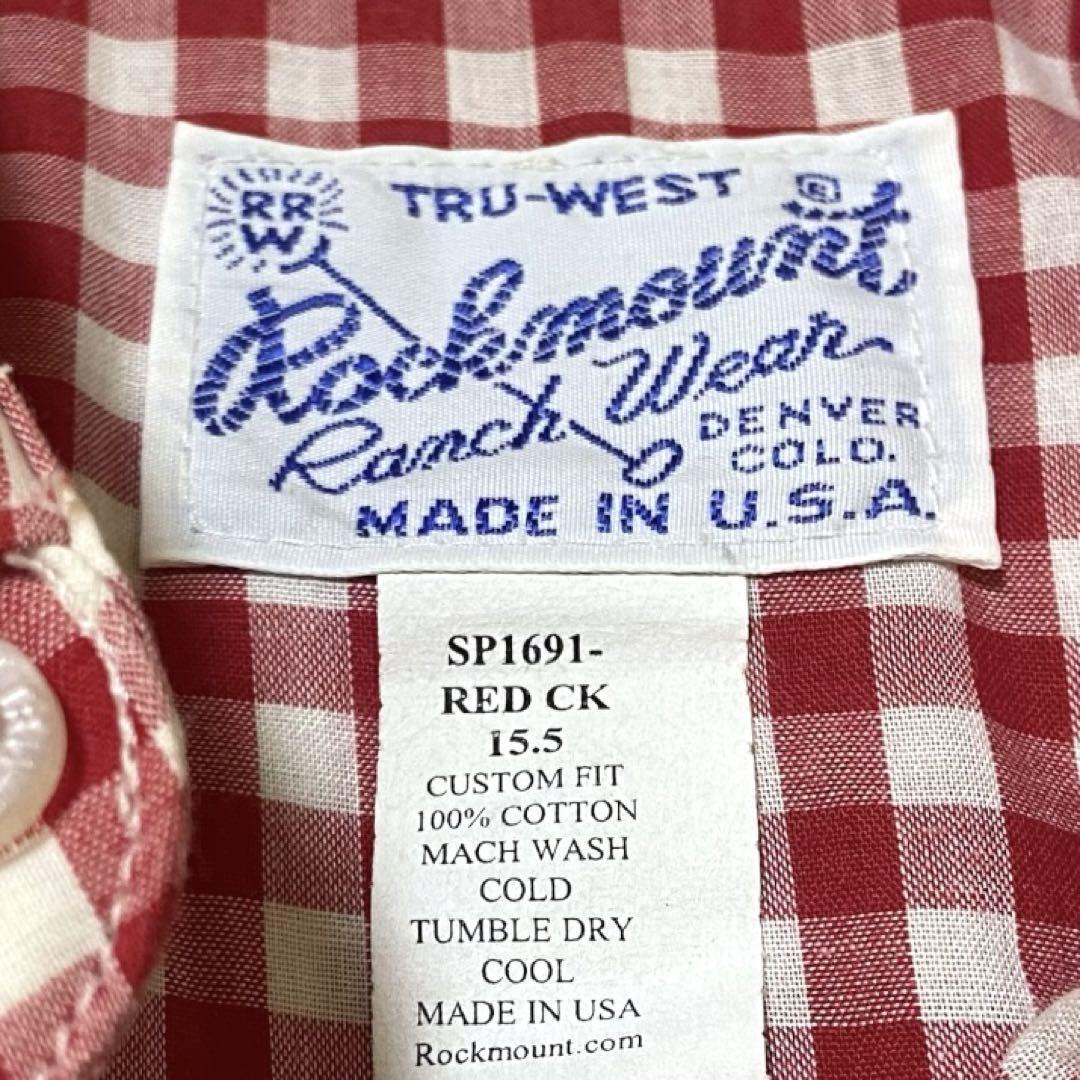 RR
W
TRU-WEST
®
Rockmount
Ranch Wear
DENVER
COLO.
MADE IN U.S.A.
SP1691-
RED CK
15.5
CUSTOM FIT
100% COTTON
MACH WASH
COLD
TUMBLE DRY
COOL
MADE IN USA
Rockmount.com